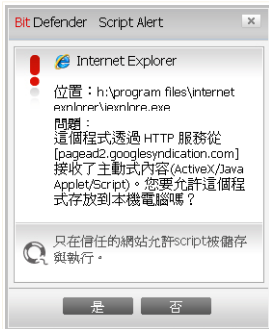 BitDefender Script Alert
Internet Explorer
位置：h:\program files\internet
explorer\iexplore.exe
問題：
這個程式透過 HTTP 服務從
[pagead2.googlesyndication.com]
接收了主動式內容(ActiveX/Java
Applet/Script)。您要允許這個程
式存放到本機電腦嗎？
只在信任的網站允許script被儲存
與執行。
是
否